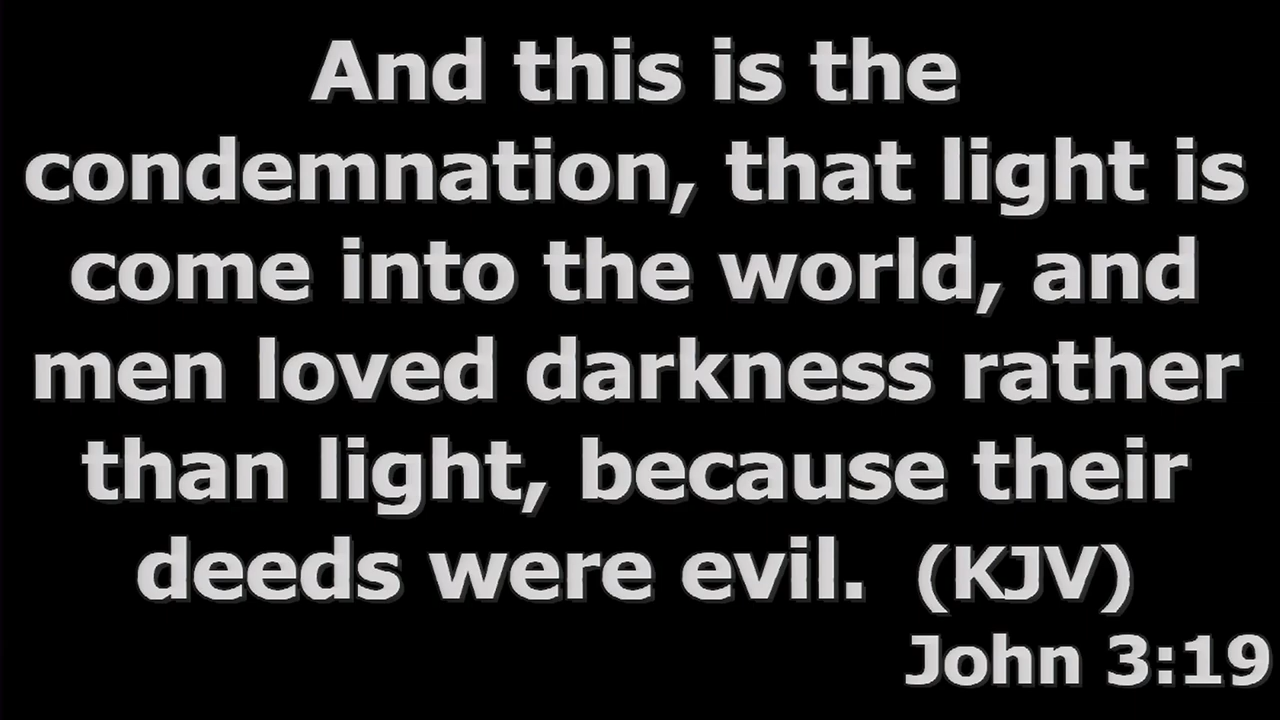 And this is the
condemnation, that light is
come into the world, and
men loved darkness rather
than light, because their
deeds were evil. (KJV)
John 3:19